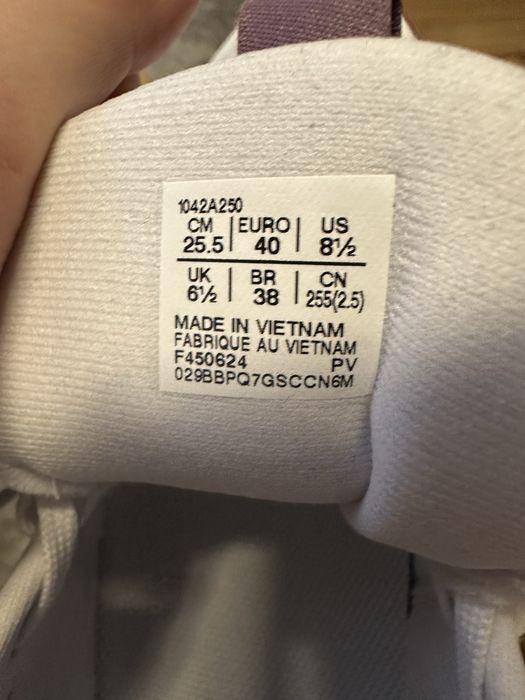 1042A250
CM | EURO | US
25.5 | 40 | 8½
UK | BR | CN
6½ | 38 | 255(2.5)
MADE IN VIETNAM
FABRIQUE AU VIETNAM
F450624 PV
029BBPQ7GSCCN6M